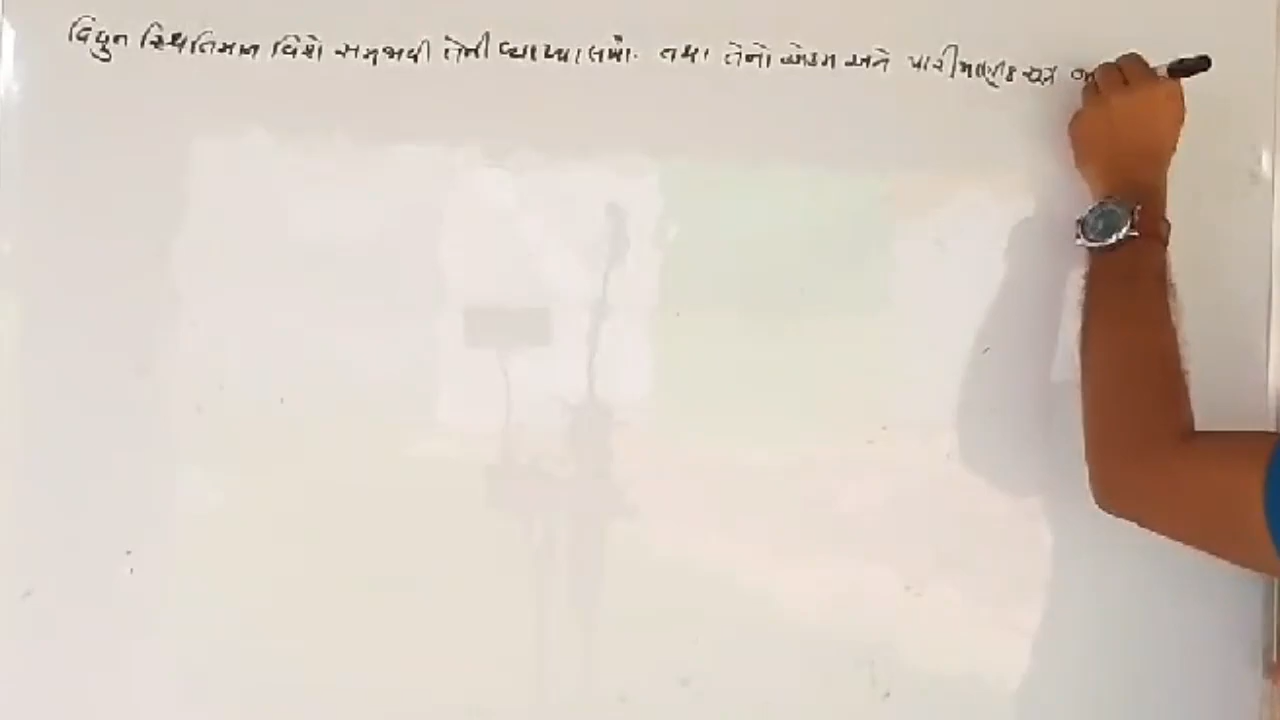 વિદ્યુત સ્થિતિમાન વિશે સમજાવી તેની વ્યાખ્યા લખો. તથા તેનો એકમ અને પારીમાણીક સૂત્ર